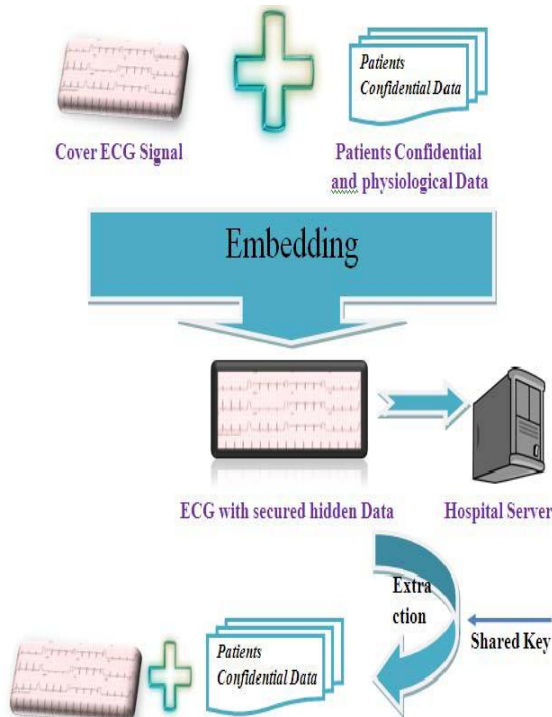 Patients
Confidential Data
Cover ECG Signal
Patients Confidential
and physiological Data
Embedding
ECG with secured hidden Data
Hospital Server
Extra
ction
Shared Key
Patients
Confidential Data